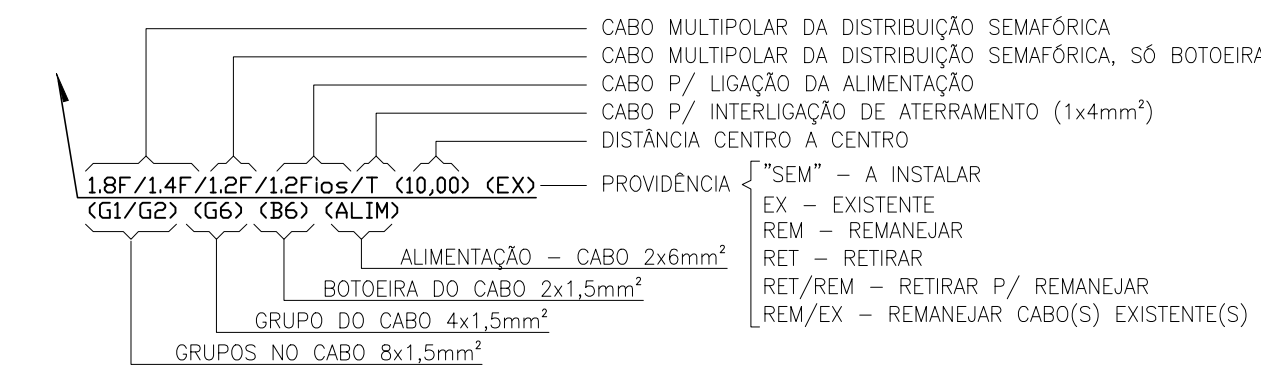 CABO MULTIPOLAR DA DISTRIBUIÇÃO SEMAFÓRICA
CABO MULTIPOLAR DA DISTRIBUIÇÃO SEMAFÓRICA, SÓ BOTOEIRA
CABO P/ LIGAÇÃO DA ALIMENTAÇÃO
CABO P/ INTERLIGAÇÃO DE ATERRAMENTO (1x4mm²)
DISTÂNCIA CENTRO A CENTRO
1.8F/1.4F/1.2F/1.2Fios/T (10,00) (EX)
(G1/G2) (G6) (B6) (ALIM)
PROVIDÊNCIA
"SEM" – A INSTALAR
EX – EXISTENTE
REM – REMANEJAR
RET – RETIRAR
RET/REM – RETIRAR P/ REMANEJAR
REM/EX – REMANEJAR CABO(S) EXISTENTE(S)
ALIMENTAÇÃO – CABO 2x6mm²
BOTOEIRA DO CABO 2x1,5mm²
GRUPO DO CABO 4x1,5mm²
GRUPOS NO CABO 8x1,5mm²